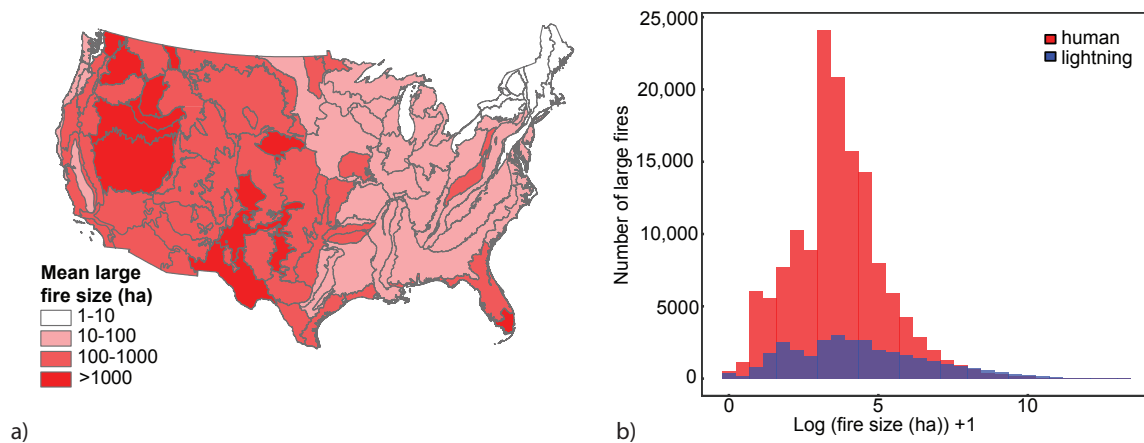 Mean large
fire size (ha)
1-10
10-100
100-1000
>1000
a)
b)
25,000
20,000
15,000
10,000
5000
0
Number of large fires
human
lightning
0
5
10
Log (fire size (ha)) +1